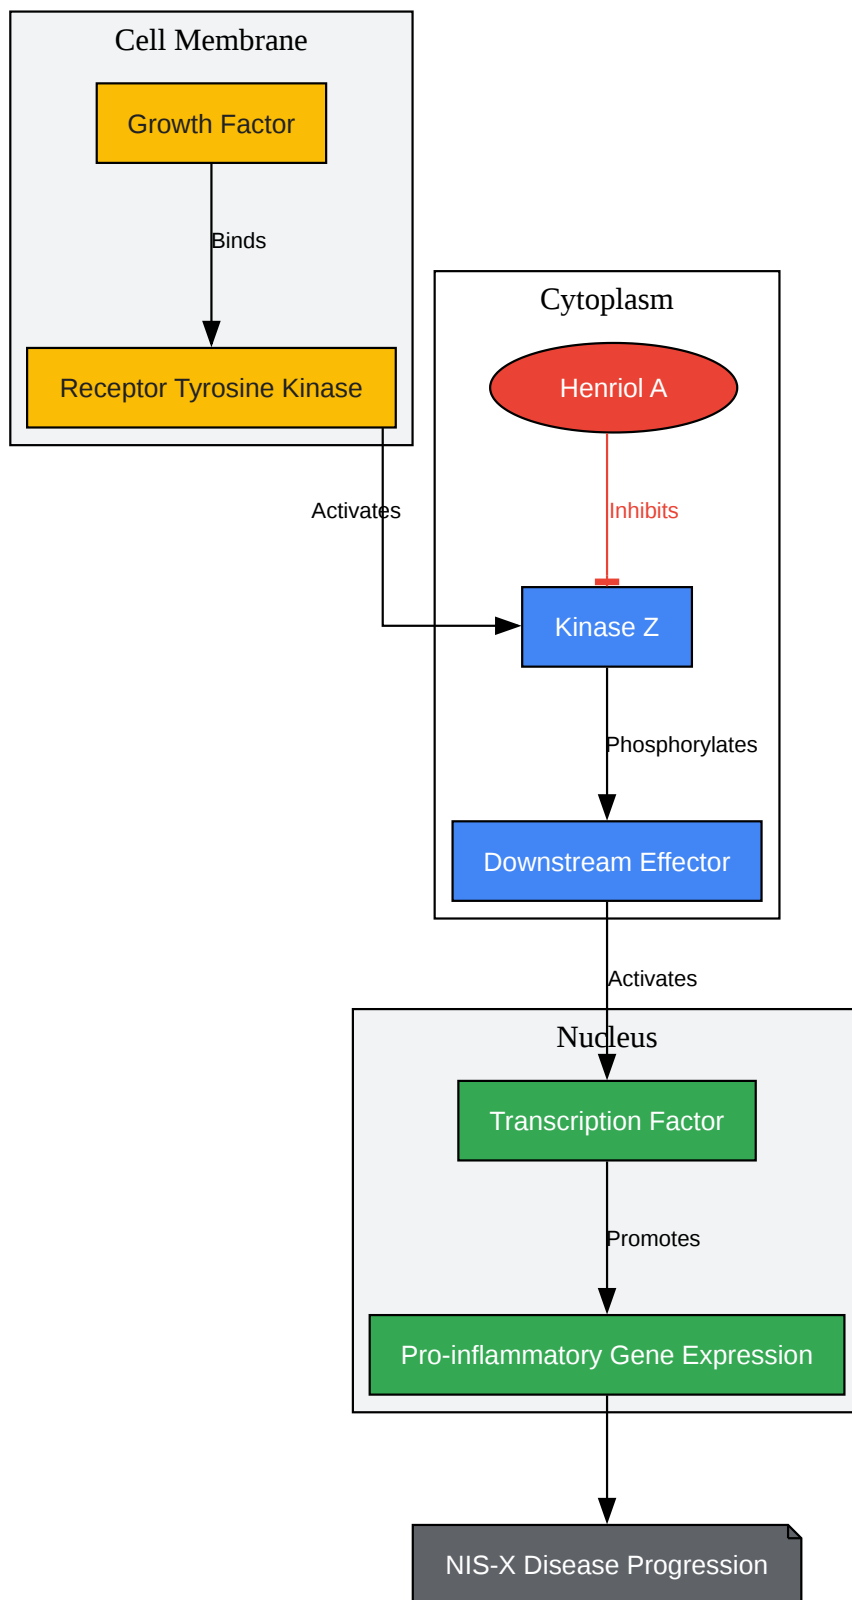 Cell Membrane
Growth Factor
Binds
Receptor Tyrosine Kinase
Activates
Cytoplasm
Henriol A
Inhibits
Kinase Z
Phosphorylates
Downstream Effector
Activates
Nucleus
Transcription Factor
Promotes
Pro-inflammatory Gene Expression
NIS-X Disease Progression